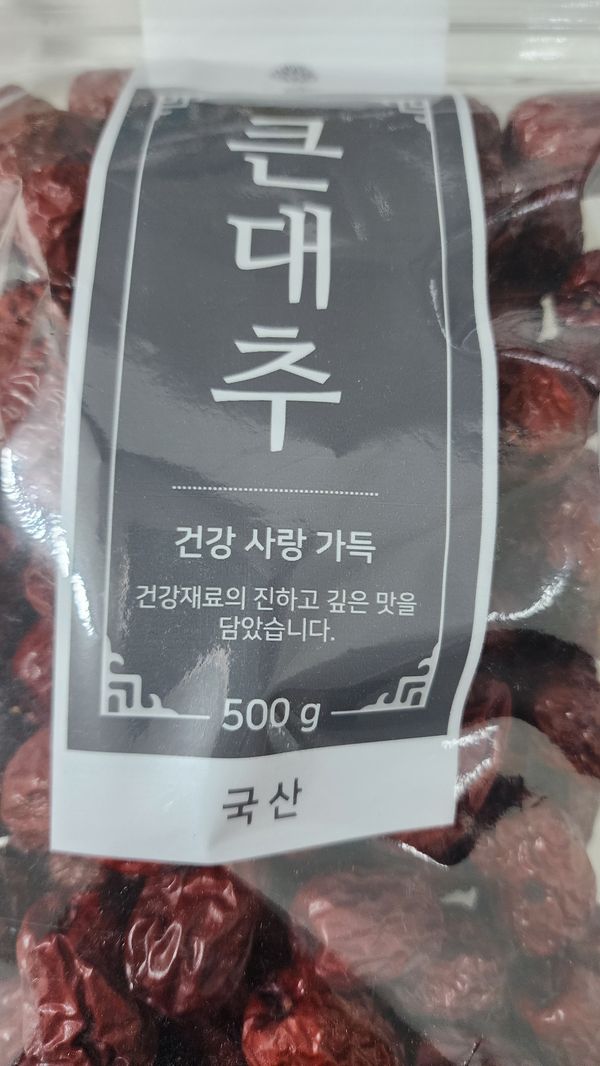 큰
대
추
건강 사랑 가득
건강재료의 진하고 깊은 맛을
담았습니다.
500 g
국산